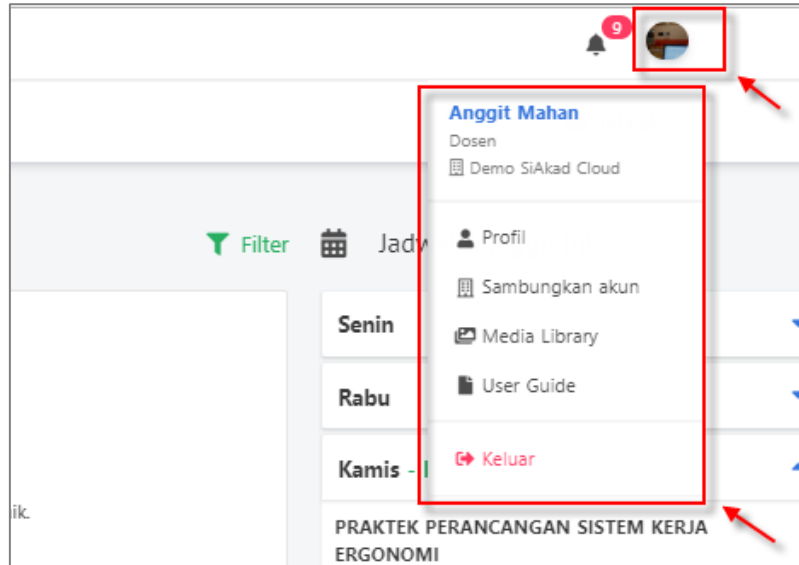 9
Anggit Mahan
Dosen
Demo SiAkad Cloud
Filter
Jadw
Profil
Sambungkan akun
Media Library
User Guide
Keluar
Senin
Rabu
Kamis -
ik.
PRAKTEK PERANCANGAN SISTEM KERJA
ERGONOMI